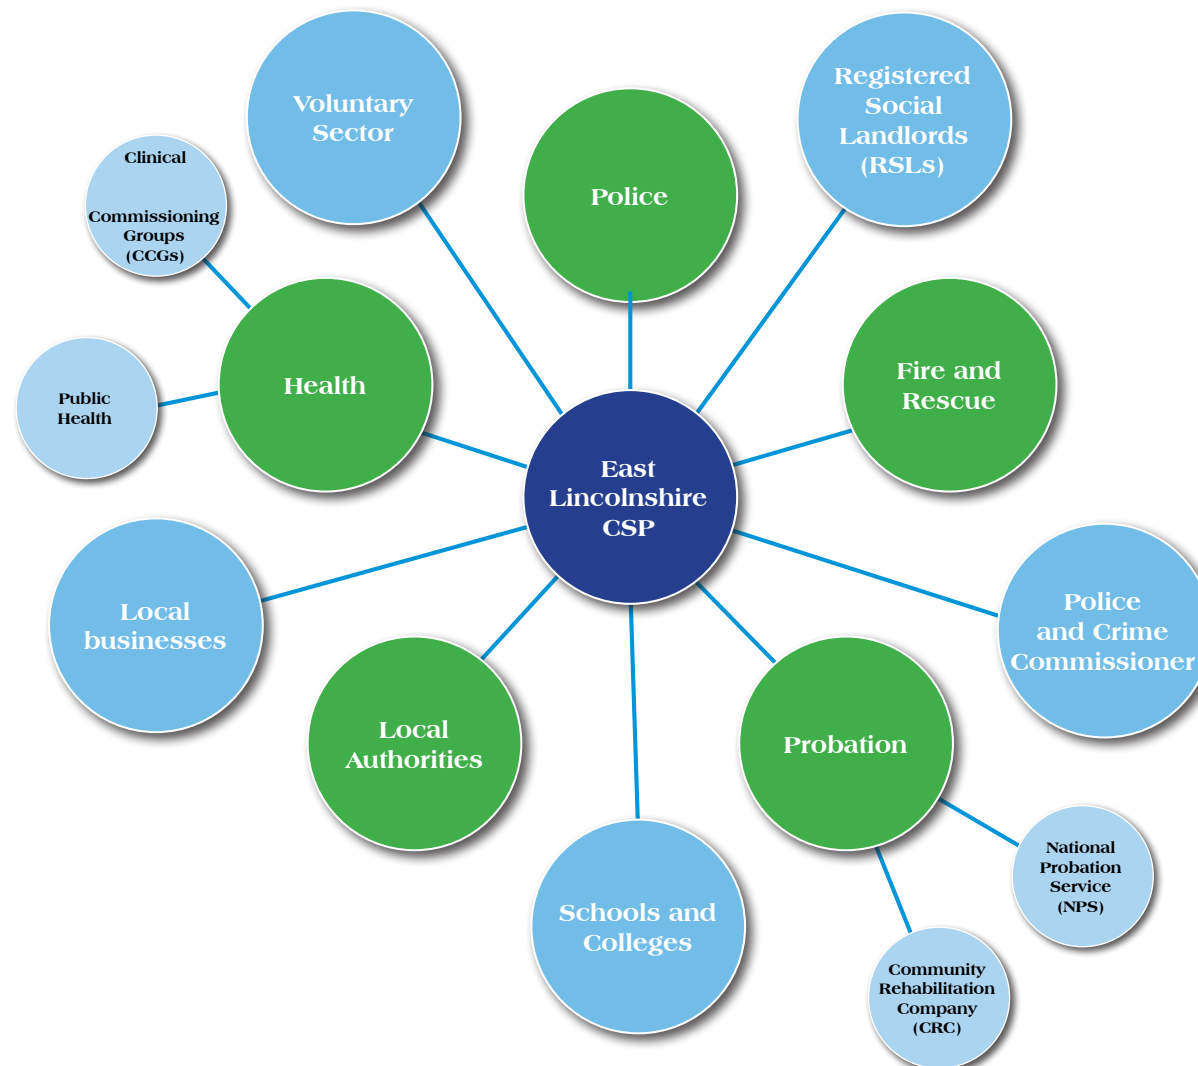 Voluntary
Sector
Registered
Social
Landlords
(RSLs)
Police
Clinical
Commissioning
Groups
(CCGs)
Health
Fire and
Rescue
Public
Health
East
Lincolnshire
CSP
Local
businesses
Police
and Crime
Commissioner
Local
Authorities
Probation
Schools and
Colleges
National
Probation
Service
(NPS)
Community
Rehabilitation
Company
(CRC)